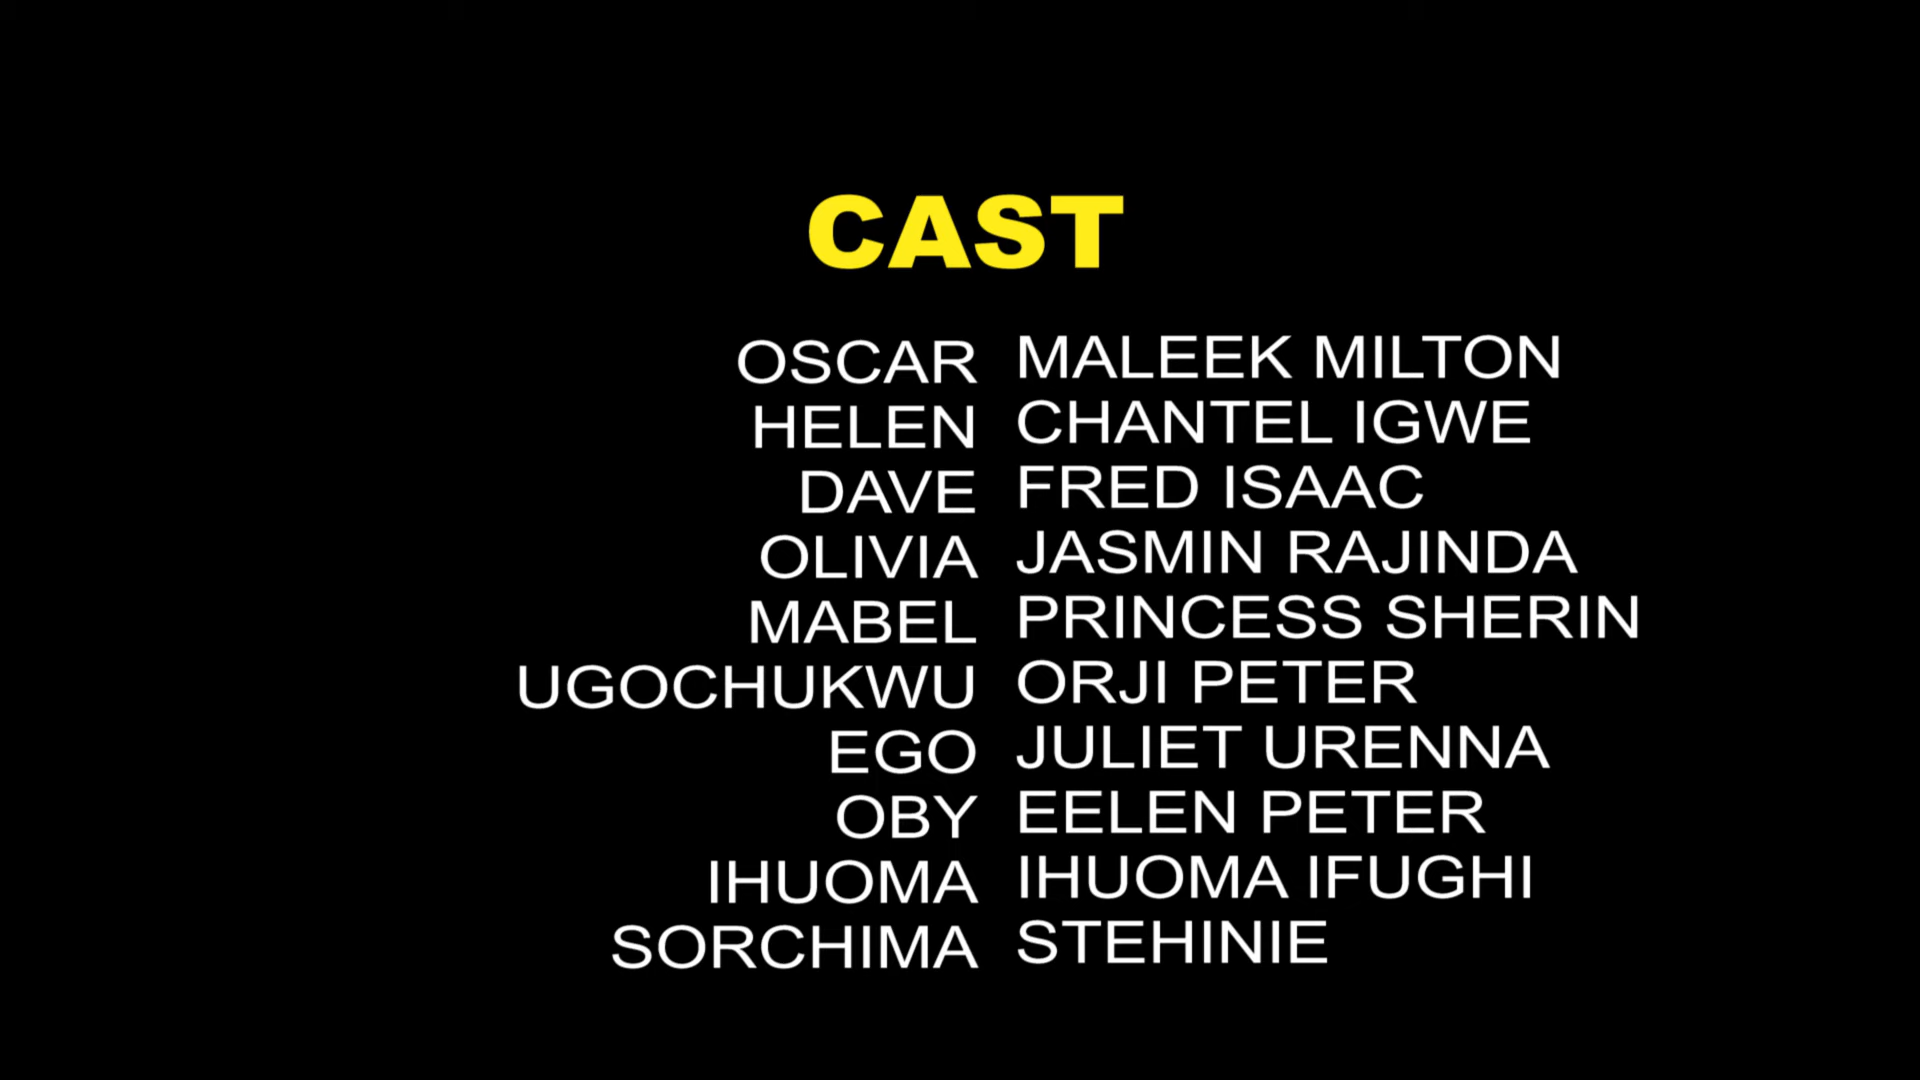 CAST
OSCAR MALEEK MILTON
HELEN CHANTEL IGWE
DAVE FRED ISAAC
OLIVIA JASMIN RAJINDA
MABEL PRINCESS SHERIN
UGOCHUKWU ORJI PETER
EGO JULIET URENNA
OBY EELEN PETER
IHUOMA IHUOMA IFUGHI
SORCHIMA STEHINIE